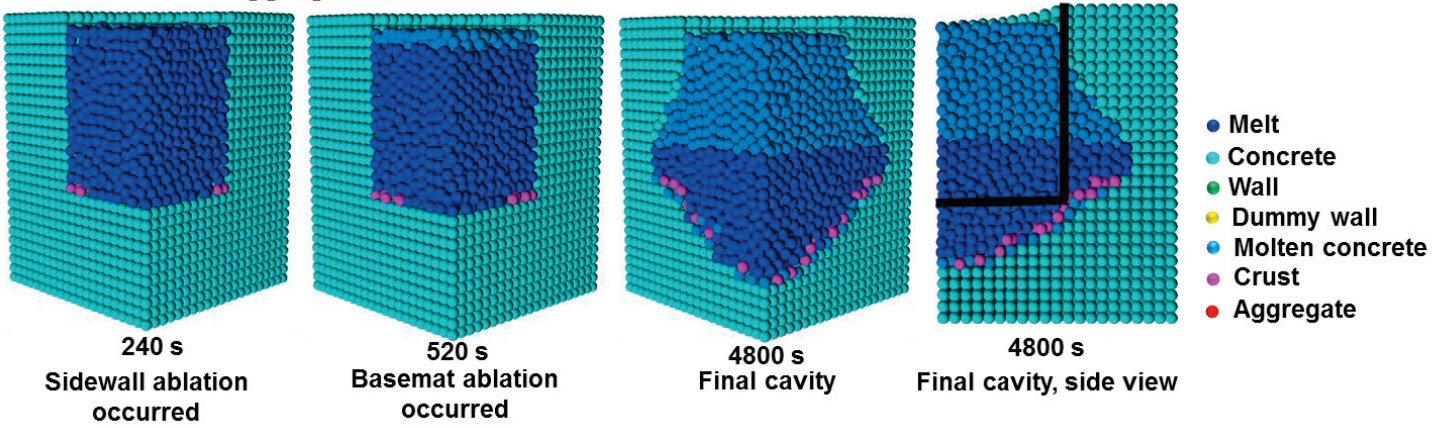 240 s
Sidewall ablation
occurred
520 s
Basemat ablation
occurred
4800 s
Final cavity
4800 s
Final cavity, side view
Melt
Concrete
Wall
Dummy wall
Molten concrete
Crust
Aggregate